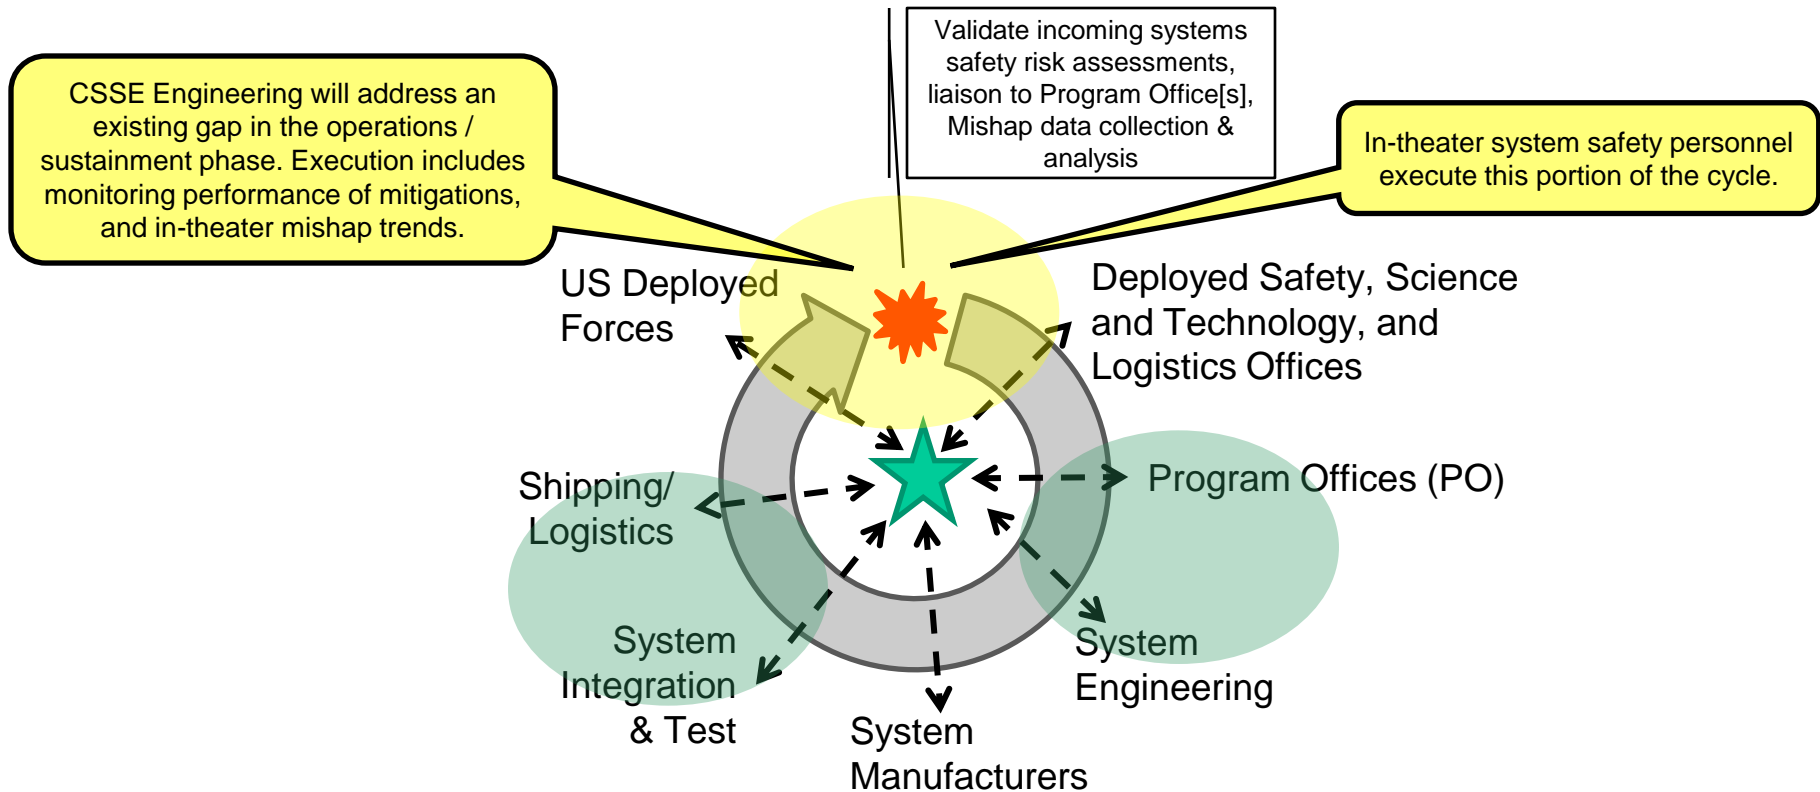 Validate incoming systems
safety risk assessments,
liaison to Program Office[s],
Mishap data collection &
analysis
CSSE Engineering will address an
existing gap in the operations /
sustainment phase. Execution includes
monitoring performance of mitigations,
and in-theater mishap trends.
In-theater system safety personnel
execute this portion of the cycle.
US Deployed
Forces
Deployed Safety, Science
and Technology, and
Logistics Offices
Shipping/
Logistics
Program Offices (PO)
System
Integration
& Test
System
Engineering
System
Manufacturers